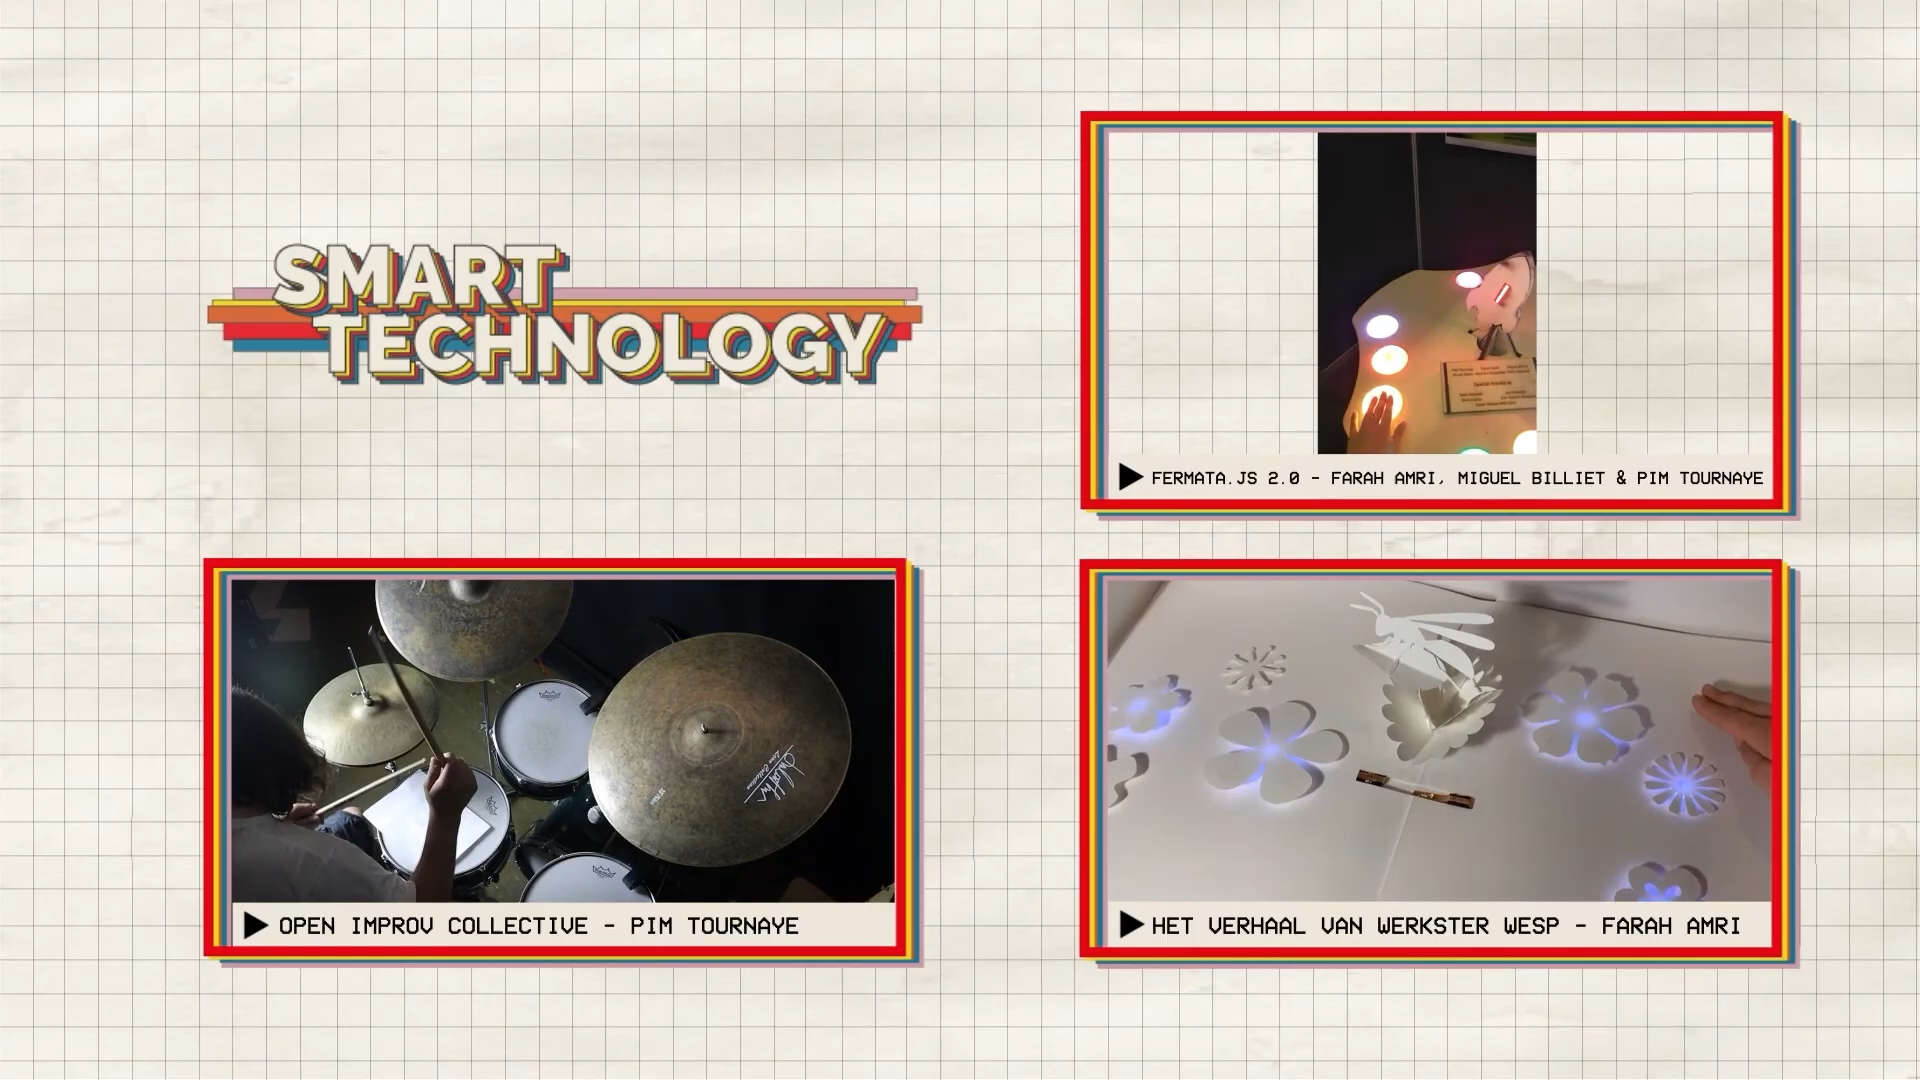 SMART
TECHNOLOGY
FERMATA.JS 2.0 - FARAH AMRI, MIGUEL BILLIET & PIM TOURNAYE
OPEN IMPROV COLLECTIVE - PIM TOURNAYE
HET VERHAAL VAN WERKSTER WESP - FARAH AMRI